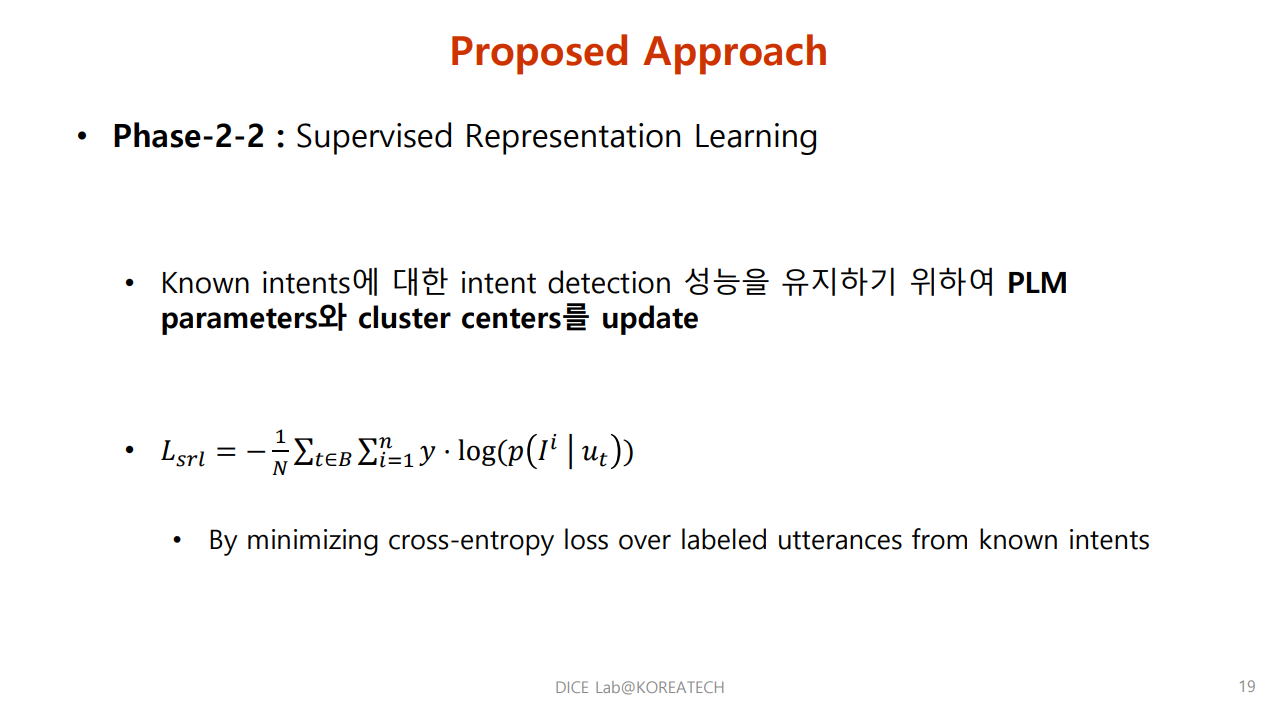 Proposed Approach
• Phase-2-2 : Supervised Representation Learning
• Known intents에 대한 intent detection 성능을 유지하기 위하여 PLM
parameters와 cluster centers를 update
• $L_{srl} = -\frac{1}{N}\sum_{t \in B}\sum_{i=1}^{n} y \cdot \log(p(I^i \mid u_t))$
• By minimizing cross-entropy loss over labeled utterances from known intents
DICE Lab@KOREATECH
19